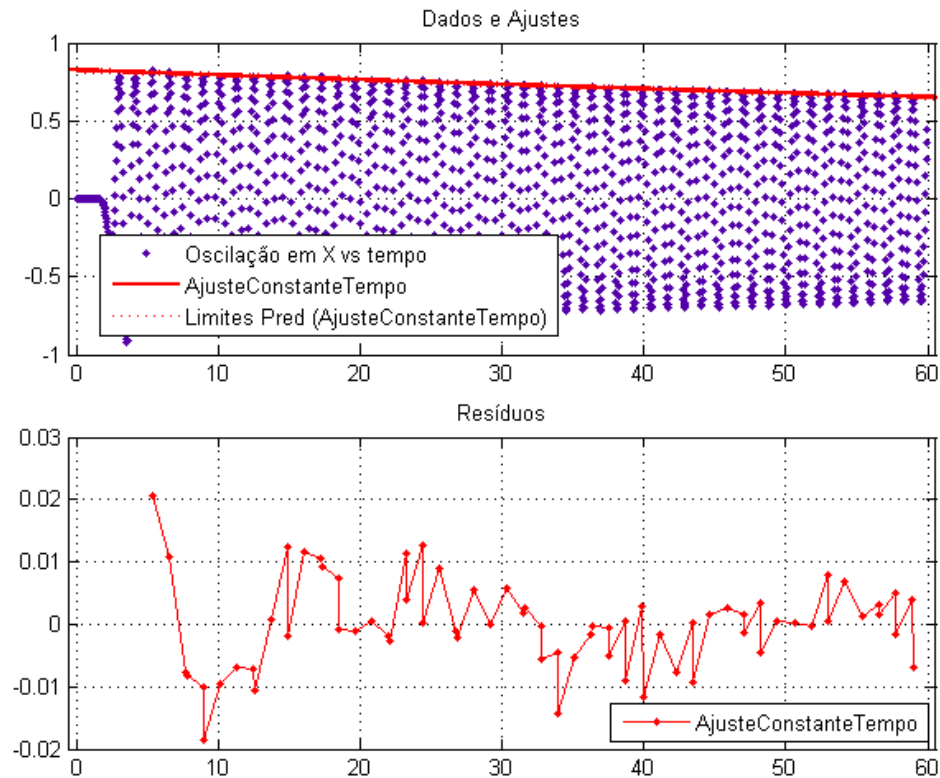 Dados e Ajustes
1
0.5
0
-0.5
-1
Oscilação em X vs tempo
AjusteConstanteTempo
Limites Pred (AjusteConstanteTempo)
0 10 20 30 40 50 60
Resíduos
0.03
0.02
0.01
0
-0.01
-0.02
AjusteConstanteTempo
0 10 20 30 40 50 60